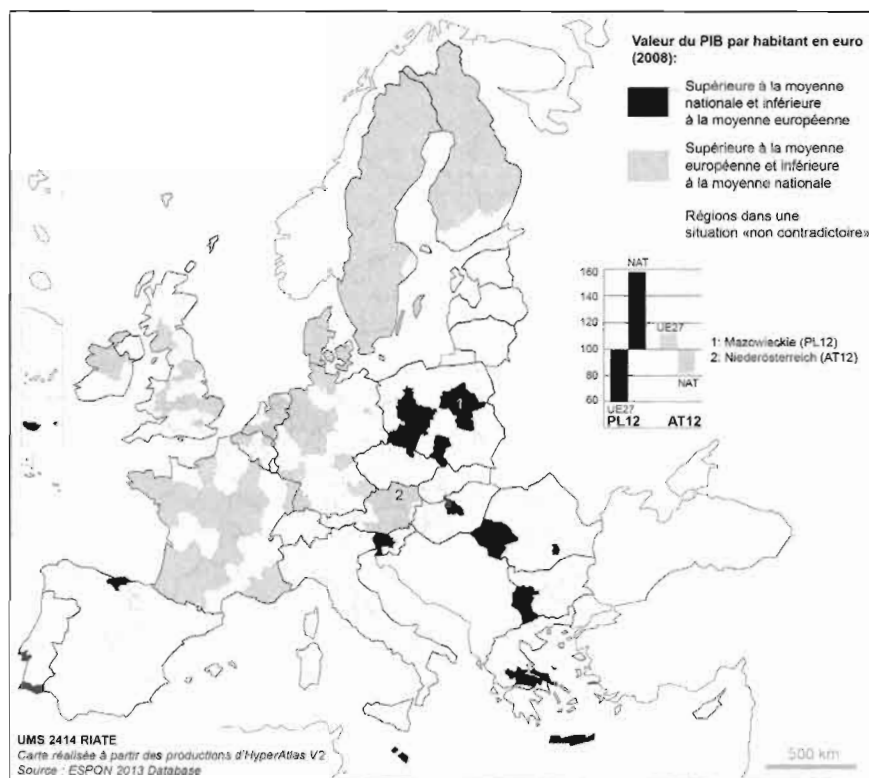 Valeur du PIB par habitant en euro
(2008):
Supérieure à la moyenne
nationale et inférieure
à la moyenne européenne
Supérieure à la moyenne
européenne et inférieure
à la moyenne nationale
Régions dans une
situation «non contradictoire»
160
140
120
100
80
60
NAT
UE27
UE27
NAT
PL12
AT12
1: Mazowieckie (PL12)
2: Niederösterreich (AT12)
1
2
UMS 2414 RIATE
Carte réalisée à partir des productions d'HyperAtlas V2
Source : ESPON 2013 Database
500 km